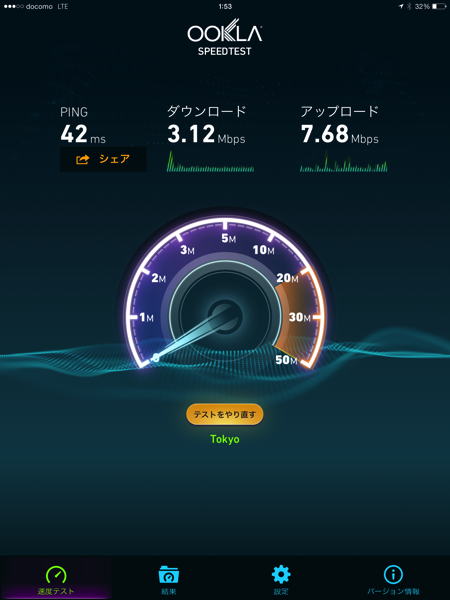 docomo LTE 1:53 32%
OOKLA
SPEEDTEST
PING ダウンロード アップロード
42 ms 3.12 Mbps 7.68 Mbps
シェア
5M
3M 10M
2M 20M
1M 30M
0 50M
テストをやり直す
Tokyo
速度テスト 結果 設定 バージョン情報